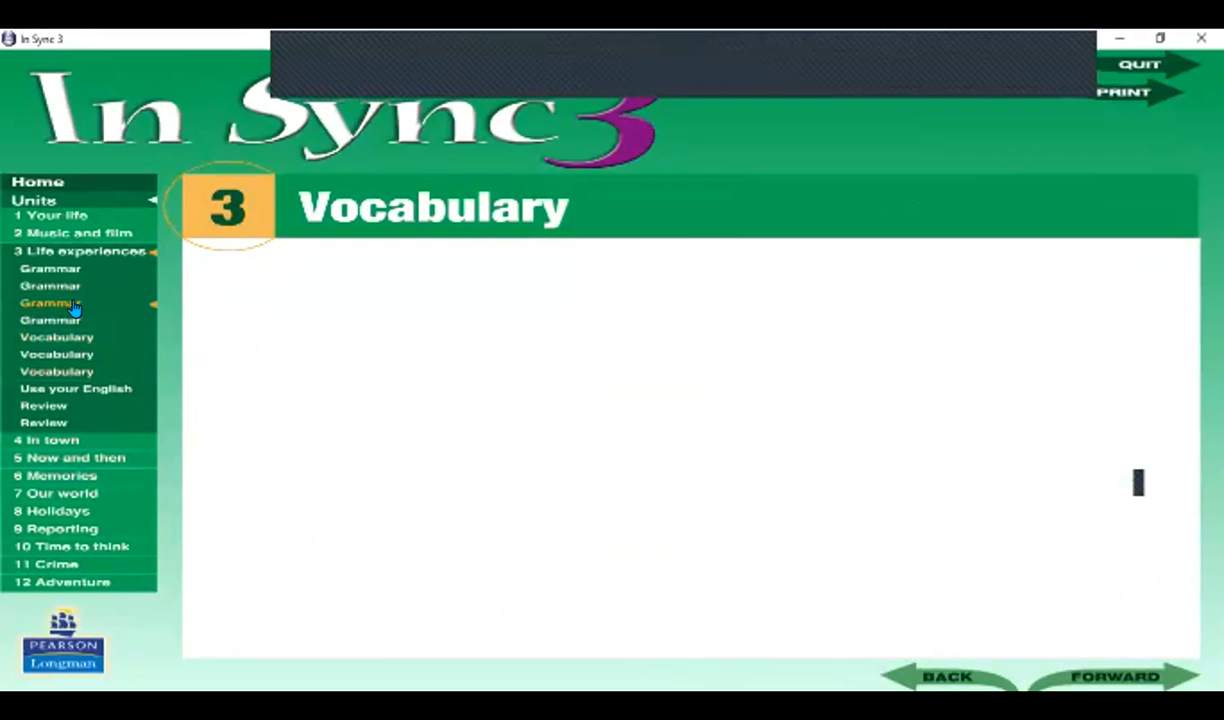 In Sync 3
QUIT
PRINT
In Sync 3
Home
Units
1 Your life
2 Music and film
3 Life experiences
Grammar
Grammar
Grammar
Grammar
Vocabulary
Vocabulary
Vocabulary
Use your English
Review
Review
4 In town
5 Now and then
6 Memories
7 Our world
8 Holidays
9 Reporting
10 Time to think
11 Crime
12 Adventure
3
Vocabulary
PEARSON
Longman
BACK
FORWARD